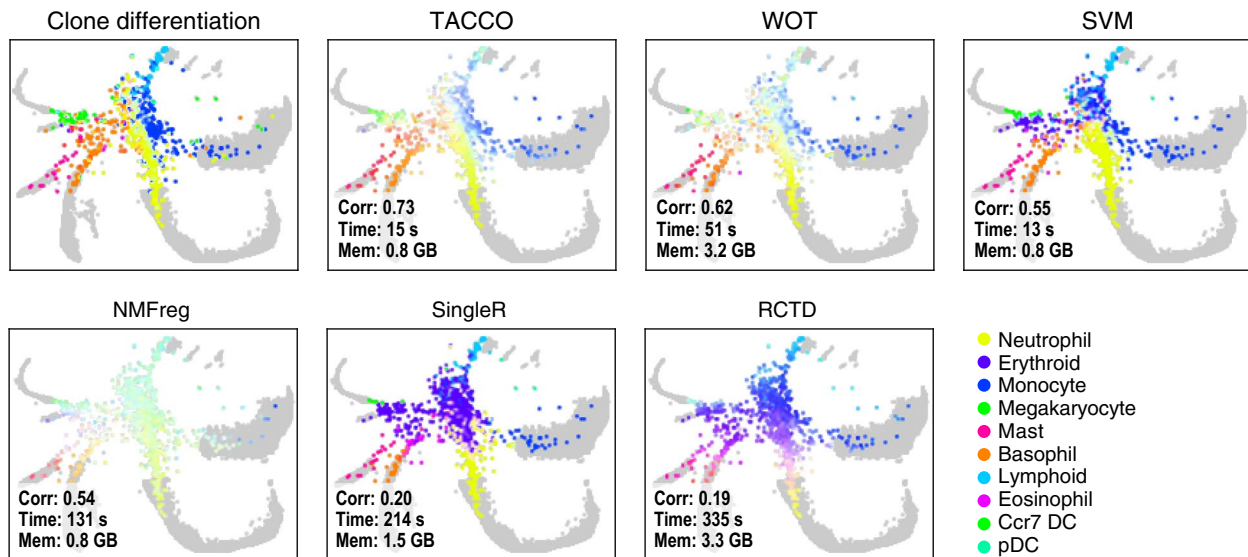 Clone differentiation
TACCO
WOT
SVM
Corr: 0.73
Time: 15 s
Mem: 0.8 GB
Corr: 0.62
Time: 51 s
Mem: 3.2 GB
Corr: 0.55
Time: 13 s
Mem: 0.8 GB
NMFreg
SingleR
RCTD
Corr: 0.54
Time: 131 s
Mem: 0.8 GB
Corr: 0.20
Time: 214 s
Mem: 1.5 GB
Corr: 0.19
Time: 335 s
Mem: 3.3 GB
Neutrophil
Erythroid
Monocyte
Megakaryocyte
Mast
Basophil
Lymphoid
Eosinophil
Ccr7 DC
pDC